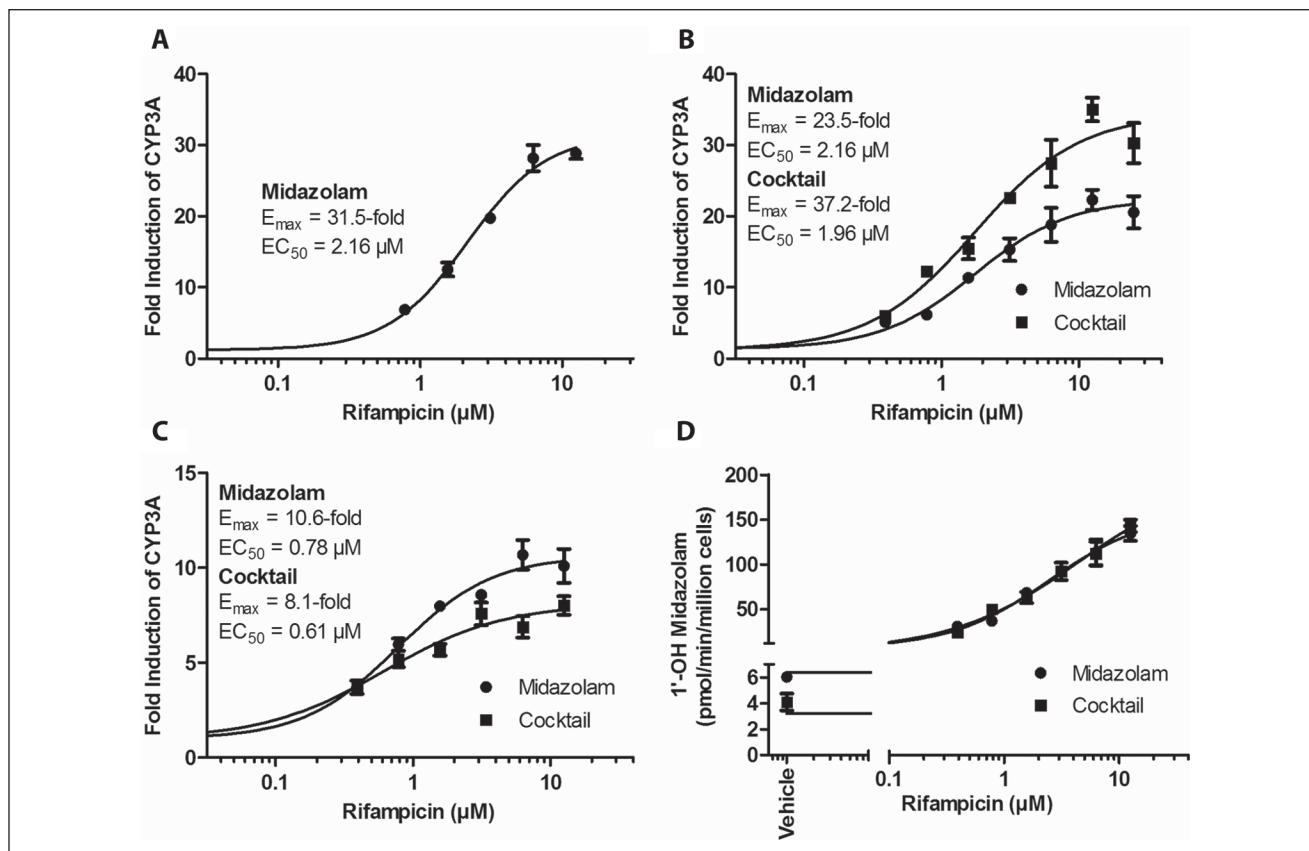 A
Fold Induction of CYP3A
40
30
20
10
0
Midazolam
Emax = 31.5-fold
EC50 = 2.16 µM
0.1
1
10
Rifampicin (µM)
B
Fold Induction of CYP3A
40
30
20
10
0
Midazolam
Emax = 23.5-fold
EC50 = 2.16 µM
Cocktail
Emax = 37.2-fold
EC50 = 1.96 µM
Midazolam
Cocktail
0.1
1
10
Rifampicin (µM)
C
Fold Induction of CYP3A
15
10
5
0
Midazolam
Emax = 10.6-fold
EC50 = 0.78 µM
Cocktail
Emax = 8.1-fold
EC50 = 0.61 µM
Midazolam
Cocktail
0.1
1
10
Rifampicin (µM)
D
1'-OH Midazolam
(pmol/min/million cells)
200
150
100
50
6
4
2
0
Midazolam
Cocktail
Vehicle
0.1
1
10
Rifampicin (µM)